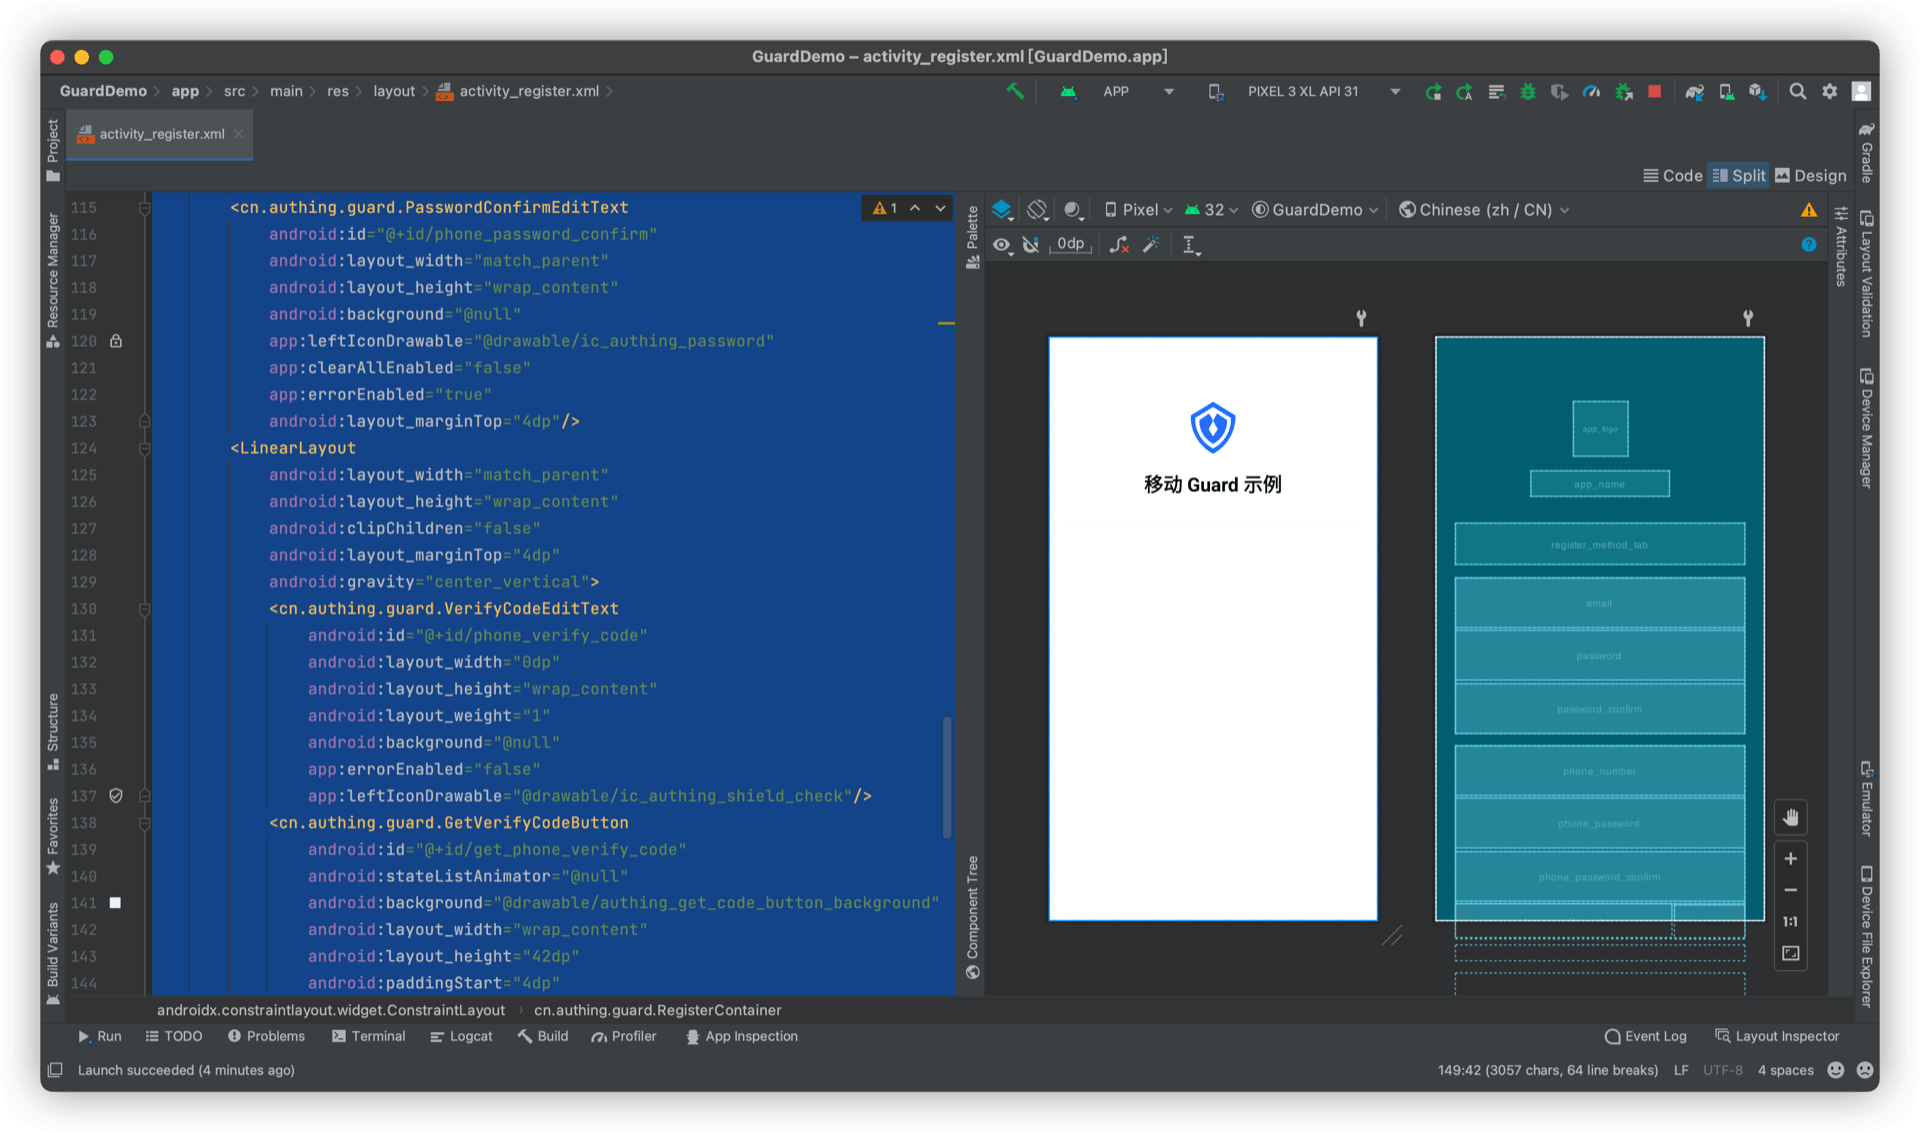 GuardDemo – activity_register.xml [GuardDemo.app]
GuardDemo app src main res layout activity_register.xml
APP PIXEL 3 XL API 31
activity_register.xml
Code Split Design
Project
Resource Manager
Structure
Favorites
Build Variants
115 <cn.authing.guard.PasswordConfirmEditText
116 android:id="@+id/phone_password_confirm"
117 android:layout_width="match_parent"
118 android:layout_height="wrap_content"
119 android:background="@null"
120 app:leftIconDrawable="@drawable/ic_authing_password"
121 app:clearAllEnabled="false"
122 app:errorEnabled="true"
123 android:layout_marginTop="4dp"/>
124 <LinearLayout
125 android:layout_width="match_parent"
126 android:layout_height="wrap_content"
127 android:clipChildren="false"
128 android:layout_marginTop="4dp"
129 android:gravity="center_vertical">
130 <cn.authing.guard.VerifyCodeEditText
131 android:id="@+id/phone_verify_code"
132 android:layout_width="0dp"
133 android:layout_height="wrap_content"
134 android:layout_weight="1"
135 android:background="@null"
136 app:errorEnabled="false"
137 app:leftIconDrawable="@drawable/ic_authing_shield_check"/>
138 <cn.authing.guard.GetVerifyCodeButton
139 android:id="@+id/get_phone_verify_code"
140 android:stateListAnimator="@null"
141 android:background="@drawable/authing_get_code_button_background"
142 android:layout_width="wrap_content"
143 android:layout_height="42dp"
144 android:paddingStart="4dp"
1
Palette
Component Tree
Pixel 32 GuardDemo Chinese (zh / CN)
0dp
移动 Guard 示例
app_logo
app_name
register_method_tab
email
password
password_confirm
phone_number
phone_password
phone_password_confirm
1:1
Attributes
Gradle
Layout Validation
Device Manager
Emulator
Device File Explorer
androidx.constraintlayout.widget.ConstraintLayout cn.authing.guard.RegisterContainer
Run TODO Problems Terminal Logcat Build Profiler App Inspection Event Log Layout Inspector
Launch succeeded (4 minutes ago) 149:42 (3057 chars, 64 line breaks) LF UTF-8 4 spaces